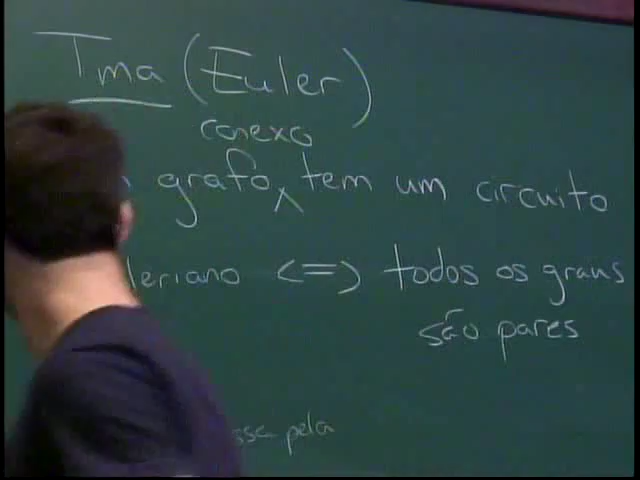 Tma (Euler)
conexo
grafo ^ tem um circuito
leriano <=> todos os graus
são pares
ssa pela